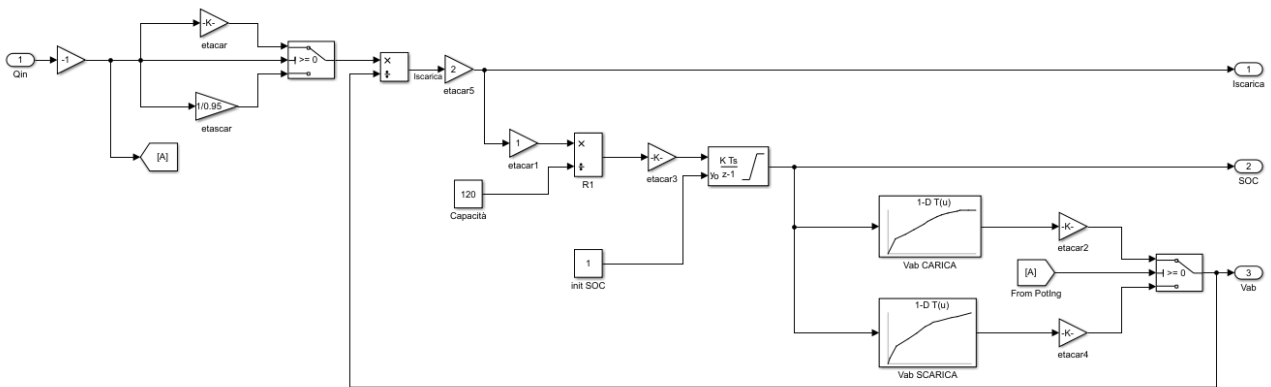 1
Qin
-1
-K-
etacar
>= 0
1/0.95
etascar
[A]
×
÷
Iscarica
2
etacar5
1
Iscarica
1
etacar1
×
÷
R1
120
Capacità
-K-
etacar3
K Ts
z-1
yo
1
init SOC
2
SOC
1-D T(u)
Vab CARICA
-K-
etacar2
[A]
From PotIng
>= 0
3
Vab
1-D T(u)
Vab SCARICA
-K-
etacar4